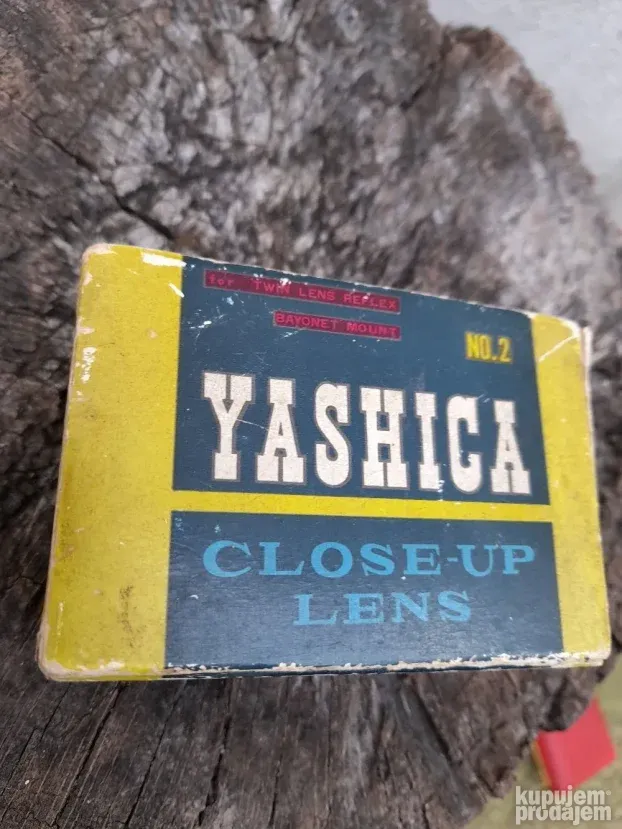 for TWIN LENS REFLEX
BAYONET MOUNT
NO.2
YASHICA
CLOSE-UP
LENS
kupujem
prodajem